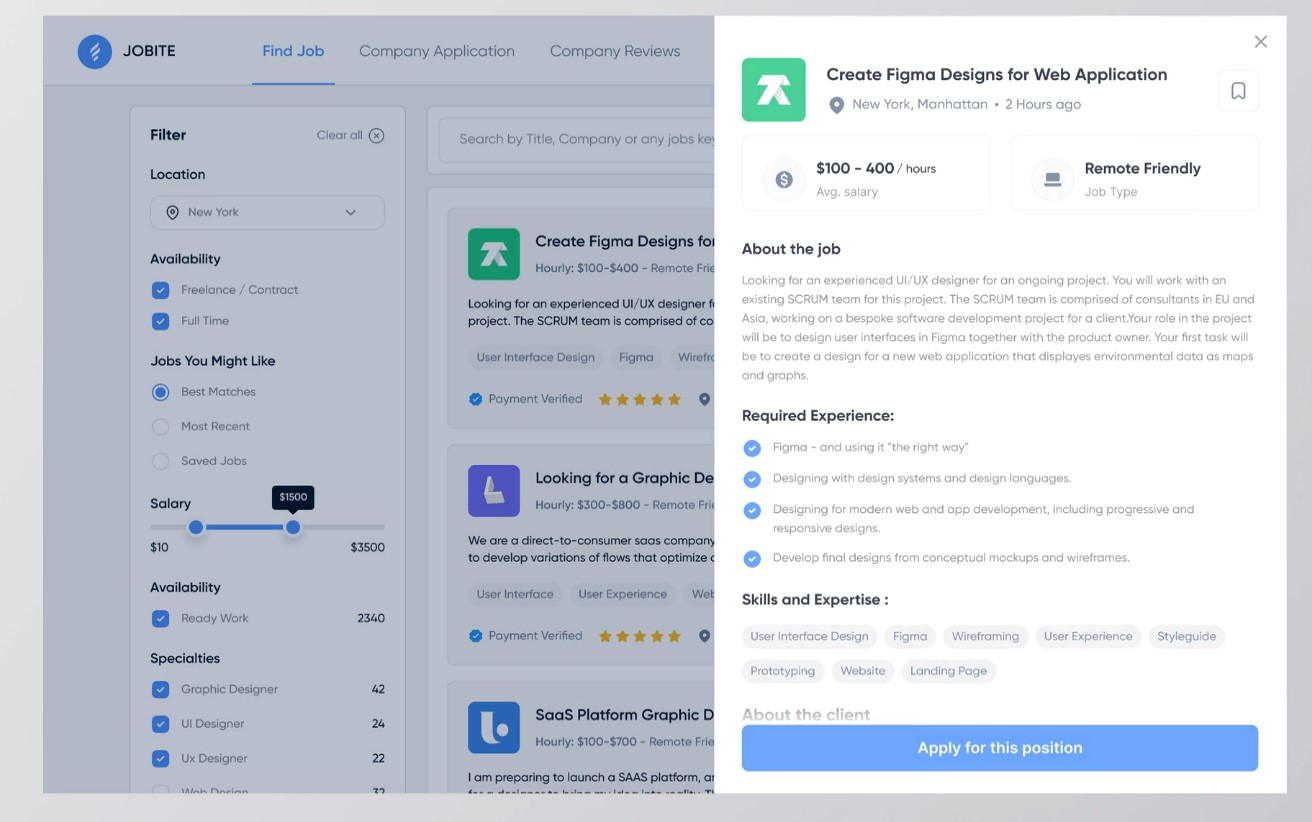 JOBITE
Find Job
Company Application
Company Reviews
Filter
Clear all
Location
New York
Availability
Freelance / Contract
Full Time
Jobs You Might Like
Best Matches
Most Recent
Saved Jobs
Salary
$1500
$10
$3500
Availability
Ready Work 2340
Specialties
Graphic Designer 42
UI Designer 24
Ux Designer 22
Web Design 32
Search by Title, Company or any jobs key
Create Figma Designs for
Hourly: $100-$400 - Remote Frie
Looking for an experienced UI/UX designer f
project. The SCRUM team is comprised of co
User Interface Design Figma Wirefr
Payment Verified
Looking for a Graphic De
Hourly: $300-$800 - Remote Frie
We are a direct-to-consumer saas company
to develop variations of flows that optimize
User Interface User Experience Web
Payment Verified
SaaS Platform Graphic D
Hourly: $100-$700 - Remote Frie
I am preparing to launch a SAAS platform, an
for a designer to bring my idea into reality. Th
Create Figma Designs for Web Application
New York, Manhattan • 2 Hours ago
$100 - 400 / hours
Avg. salary
Remote Friendly
Job Type
About the job
Looking for an experienced UI/UX designer for an ongoing project. You will work with an
existing SCRUM team for this project. The SCRUM team is comprised of consultants in EU and
Asia, working on a bespoke software development project for a client.Your role in the project
will be to design user interfaces in Figma together with the product owner. Your first task will
be to create a design for a new web application that displayes environmental data as maps
and graphs.
Required Experience:
Figma - and using it "the right way"
Designing with design systems and design languages.
Designing for modern web and app development, including progressive and
responsive designs.
Develop final designs from conceptual mockups and wireframes.
Skills and Expertise :
User Interface Design Figma Wireframing User Experience Styleguide
Prototyping Website Landing Page
About the client
Apply for this position